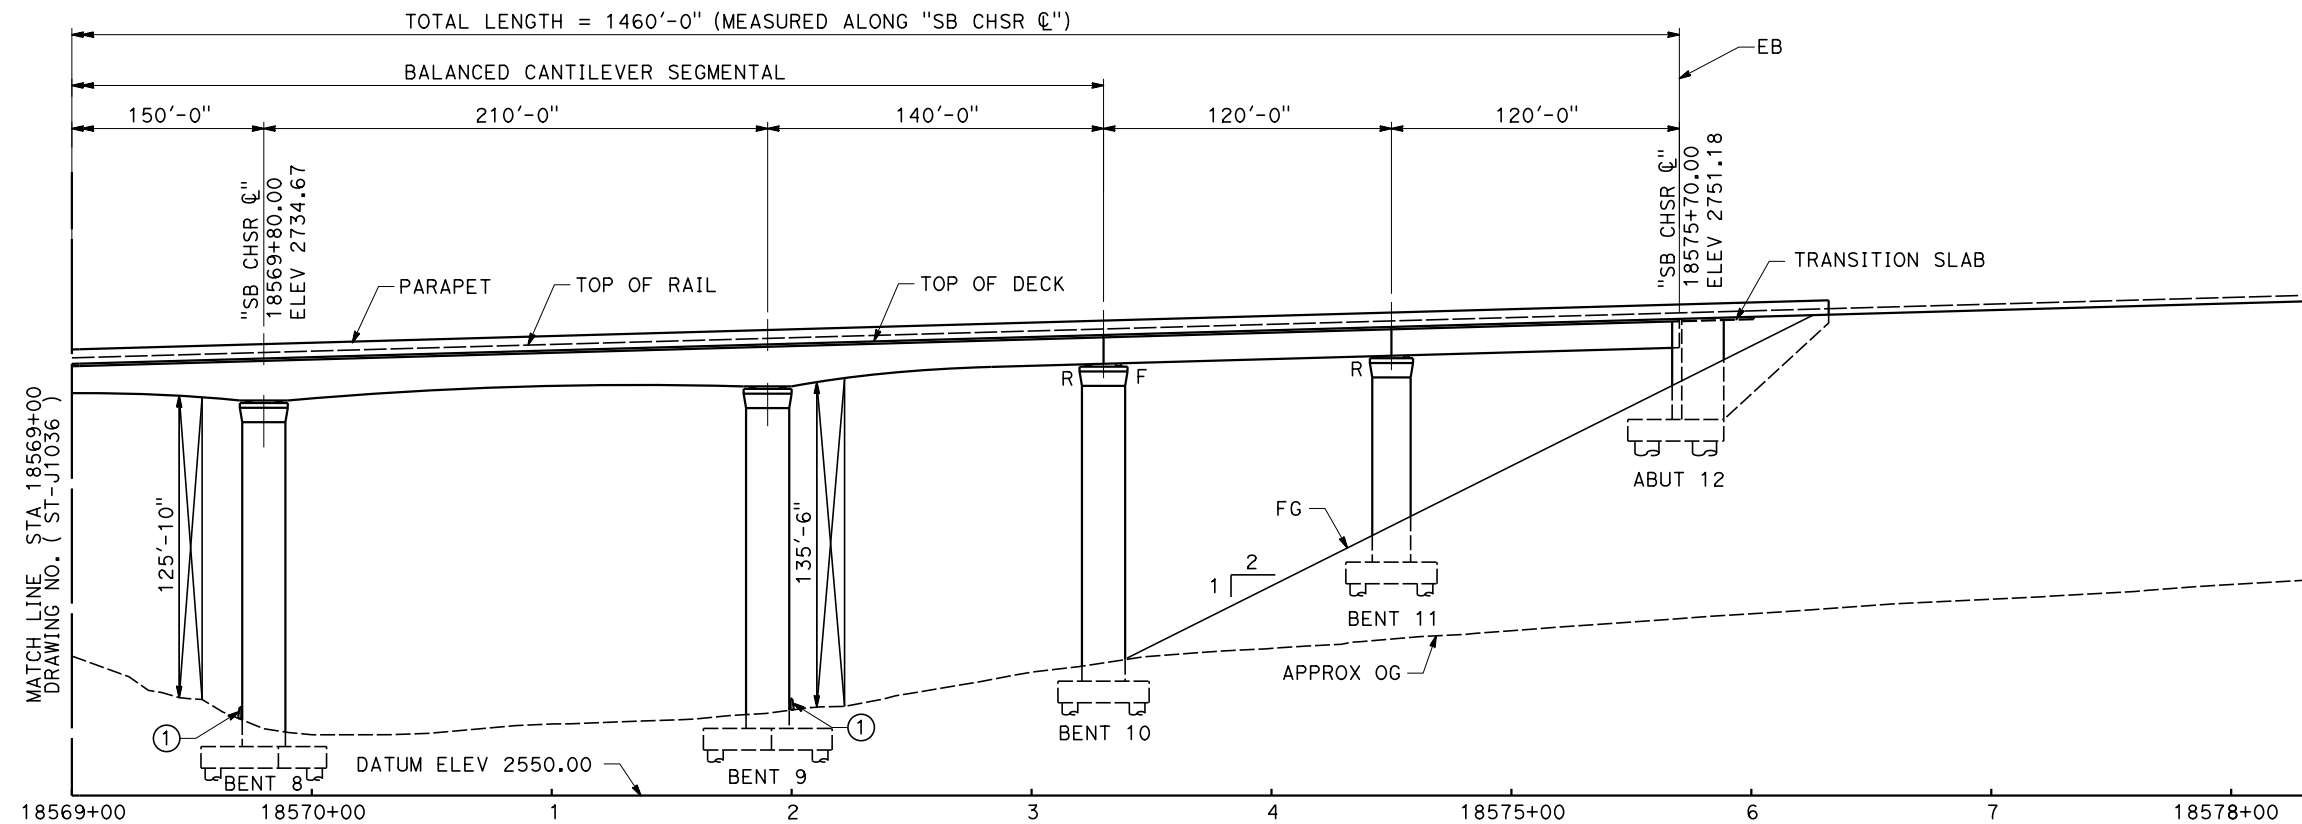 TOTAL LENGTH = 1460'-0" (MEASURED ALONG "SB CHSR ℄")
EB
BALANCED CANTILEVER SEGMENTAL
150'-0"
210'-0"
140'-0"
120'-0"
120'-0"
"SB CHSR ℄"
18569+80.00
ELEV 2734.67
"SB CHSR ℄"
18575+70.00
ELEV 2751.18
PARAPET
TOP OF RAIL
TOP OF DECK
TRANSITION SLAB
R
F
R
MATCH LINE STA 18569+00
DRAWING NO. ( ST-J1036 )
125'-10"
135'-6"
ABUT 12
FG
2
1
BENT 11
APPROX OG
1
1
BENT 10
BENT 8
DATUM ELEV 2550.00
BENT 9
18569+00
18570+00
1
2
3
4
18575+00
6
7
18578+00